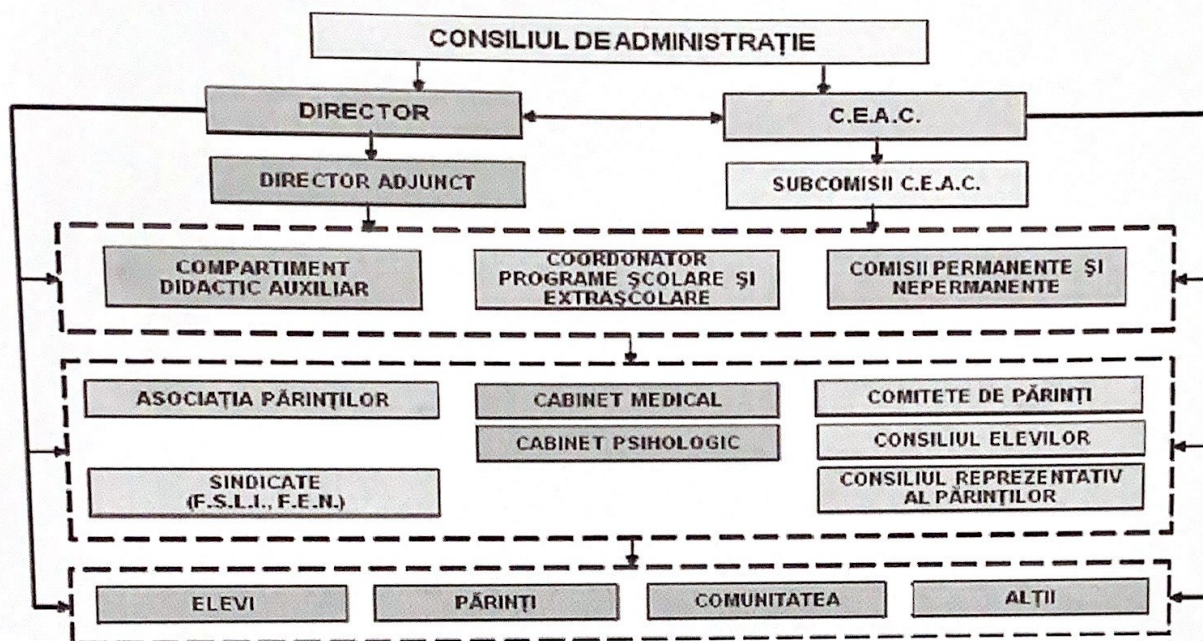 CONSILIUL DE ADMINISTRAȚIE
DIRECTOR
C.E.A.C.
DIRECTOR ADJUNCT
SUBCOMISII C.E.A.C.
COMPARTIMENT
DIDACTIC AUXILIAR
COORDONATOR
PROGRAME ȘCOLARE ȘI
EXTRAȘCOLARE
COMISII PERMANENTE ȘI
NEPERMANENTE
ASOCIAȚIA PĂRINȚILOR
CABINET MEDICAL
COMITETE DE PĂRINȚI
CABINET PSIHOLOGIC
CONSILIUL ELEVILOR
SINDICATE
(F.S.L.I., F.E.N.)
CONSILIUL REPREZENTATIV
AL PĂRINȚILOR
ELEVI
PĂRINȚI
COMUNITATEA
ALȚII